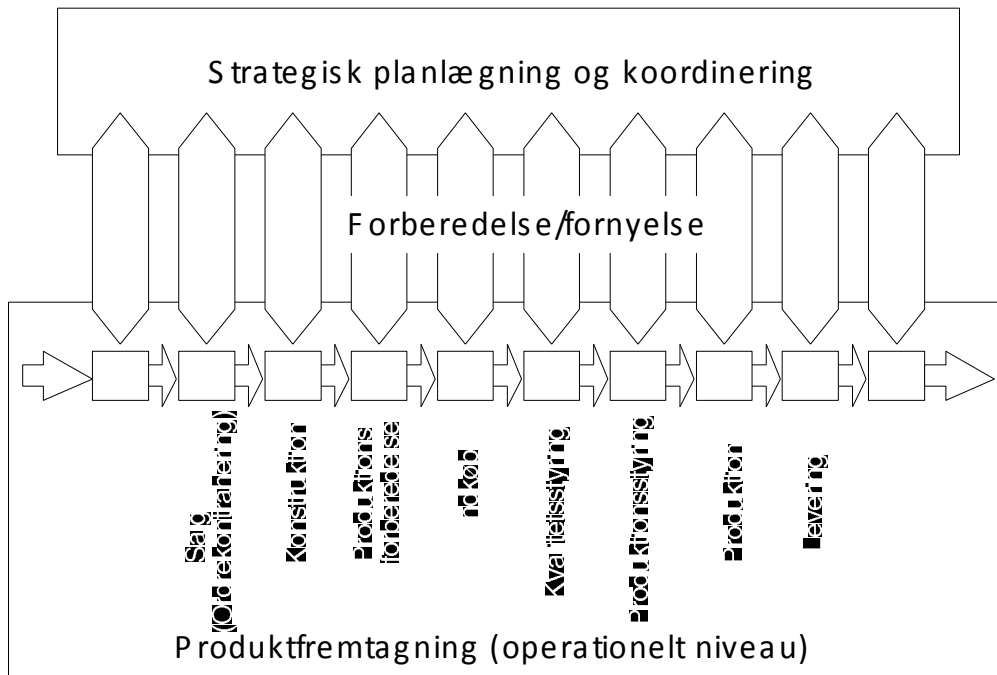 Strategisk planlægning og koordinering
Forberedelse/fornyelse
Salg
(Ordrekontrahering)
Konstruktion
Produktions
forberedelse
Indkøb
Kvalitetsstyring
Produktionsstyring
Produktion
Levering
Produktfremtagning (operationelt niveau)